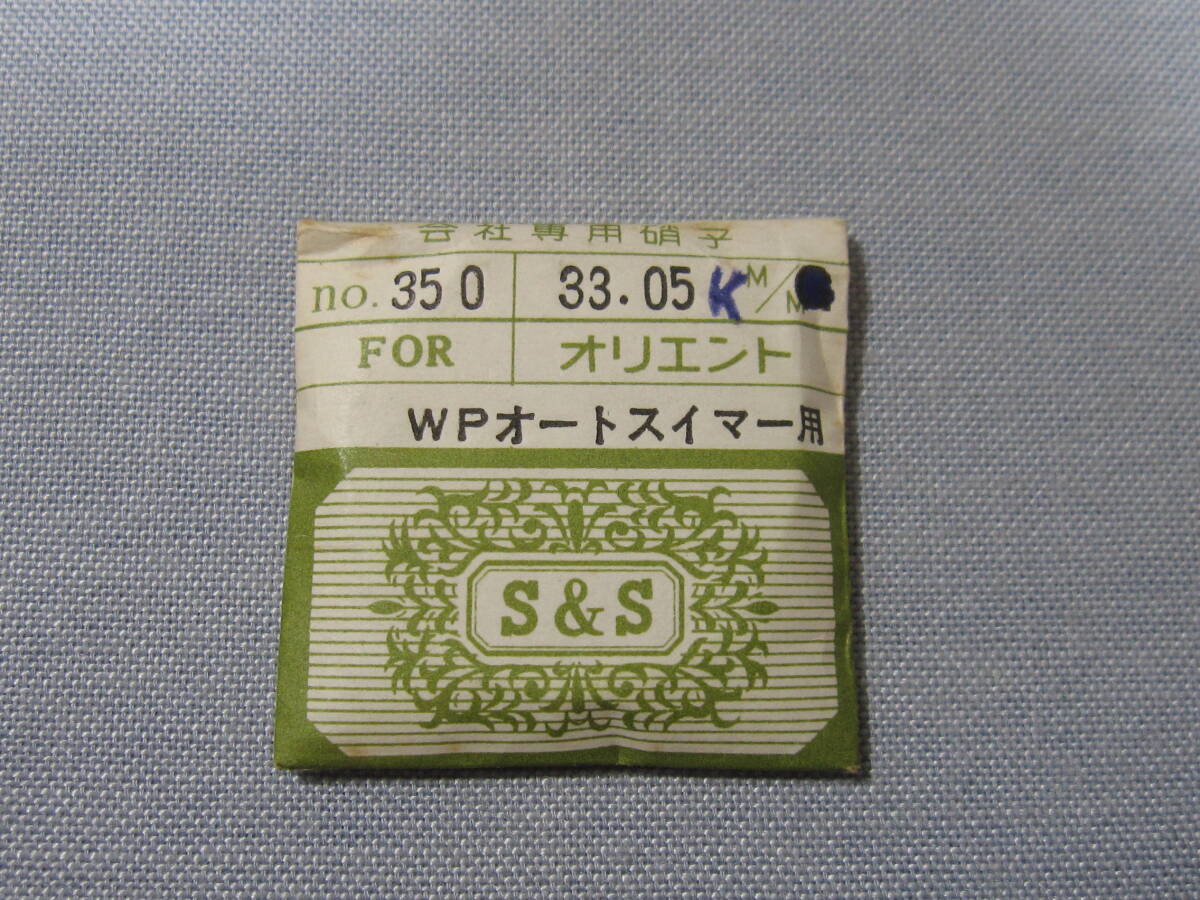 会社専用硝子
no. 350 33.05 K M/M
FOR オリエント
WPオートスイマー用
S&S